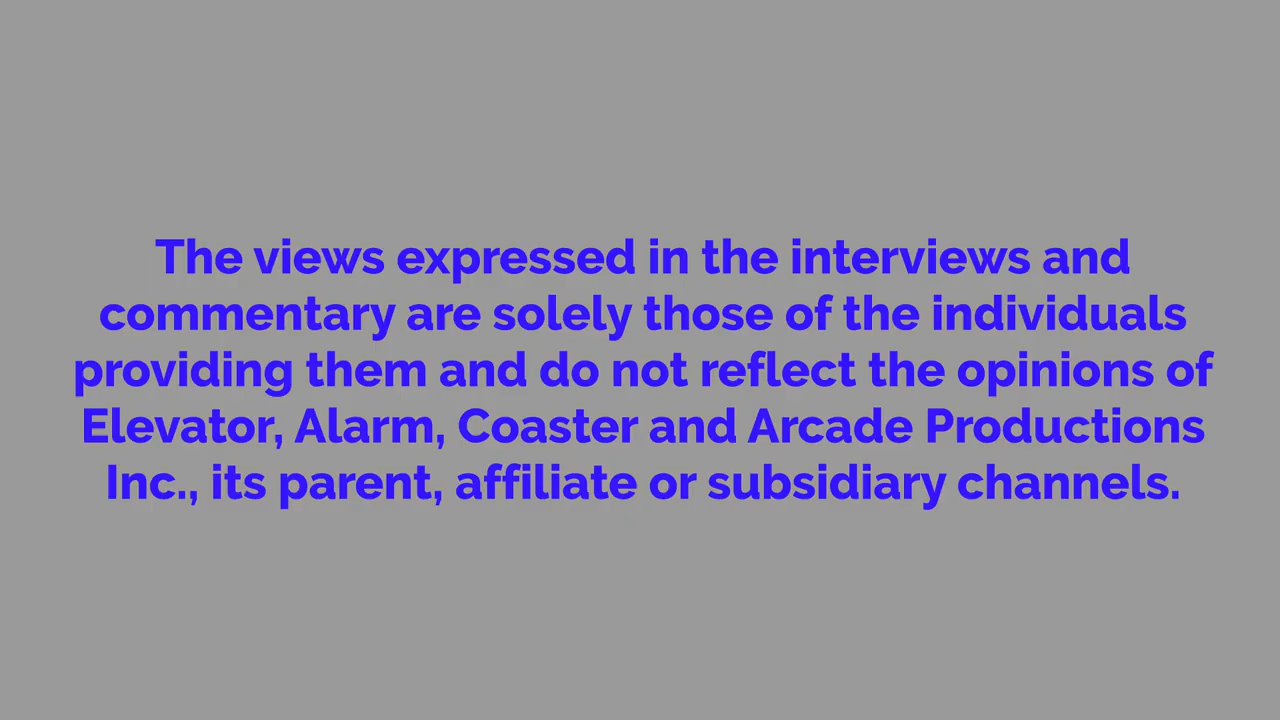 The views expressed in the interviews and
commentary are solely those of the individuals
providing them and do not reflect the opinions of
Elevator, Alarm, Coaster and Arcade Productions
Inc., its parent, affiliate or subsidiary channels.